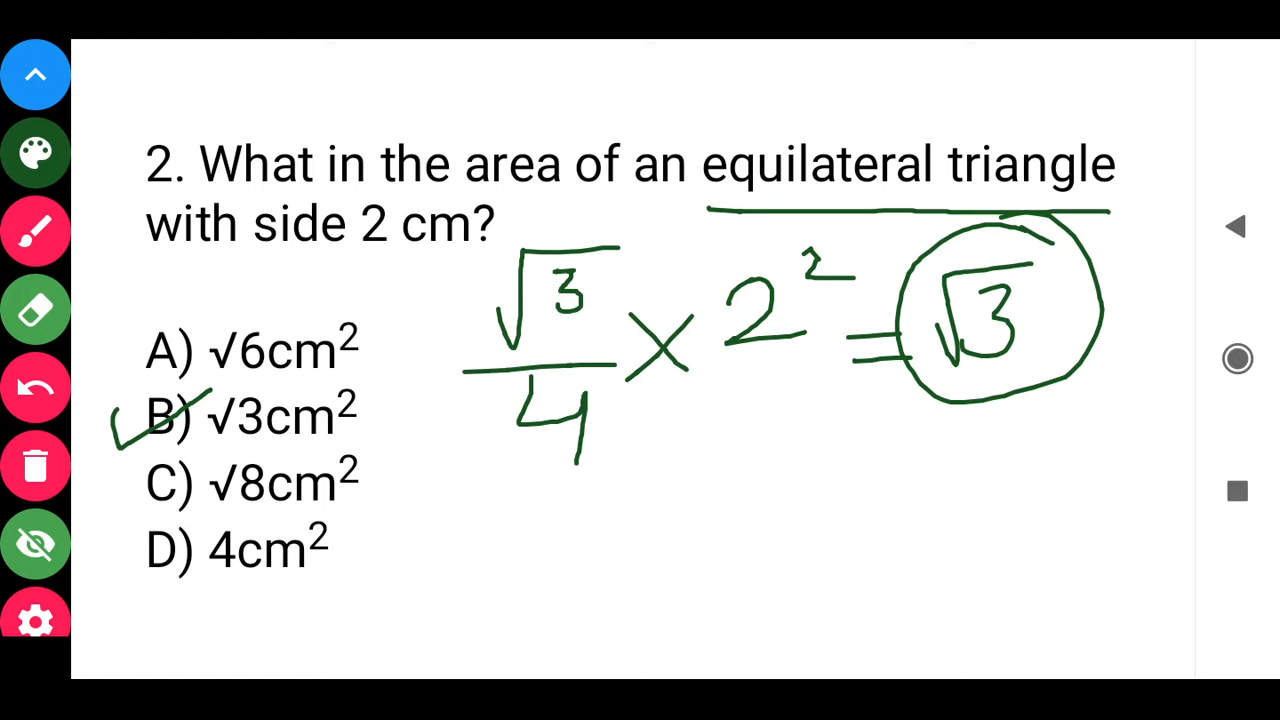 2. What in the area of an equilateral triangle
with side 2 cm?
√3/4 × 2² = √3
A) √6cm²
B) √3cm²
C) √8cm²
D) 4cm²